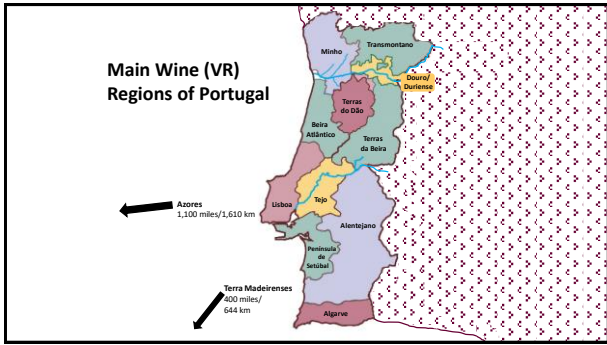 Main Wine (VR)
Regions of Portugal
Minho
Transmontano
Douro/
Duriense
Terras
do Dão
Beira
Atlântico
Terras
da Beira
Lisboa
Tejo
Alentejano
Azores
1,100 miles/1,610 km
Península
de
Setúbal
Terra Madeirenses
400 miles/
644 km
Algarve